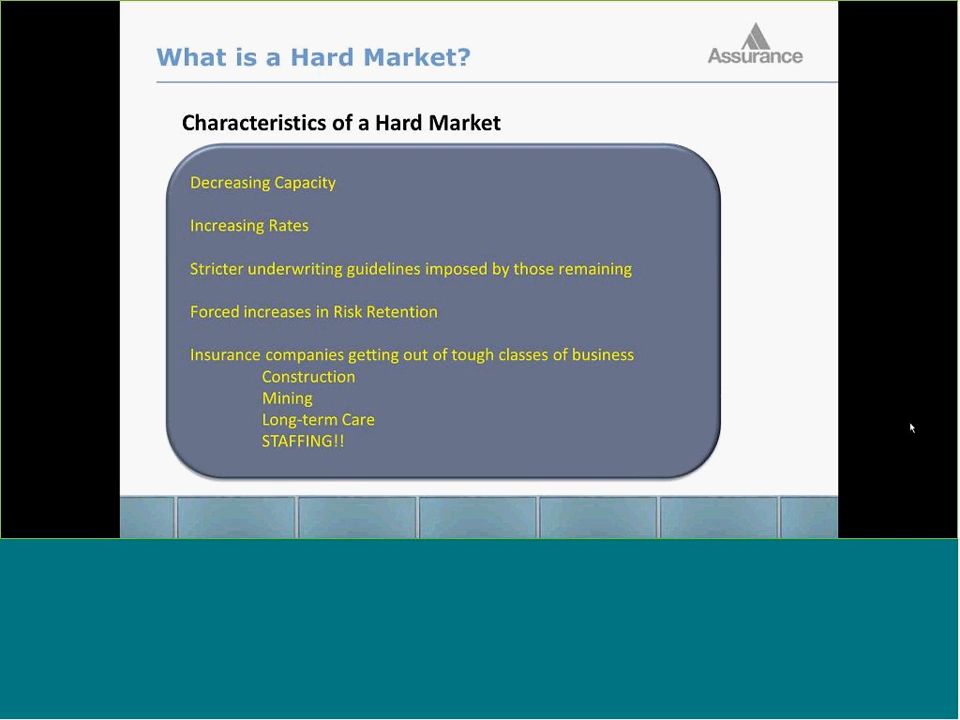 What is a Hard Market?
Assurance
Characteristics of a Hard Market
Decreasing Capacity
Increasing Rates
Stricter underwriting guidelines imposed by those remaining
Forced increases in Risk Retention
Insurance companies getting out of tough classes of business
Construction
Mining
Long-term Care
STAFFING!!